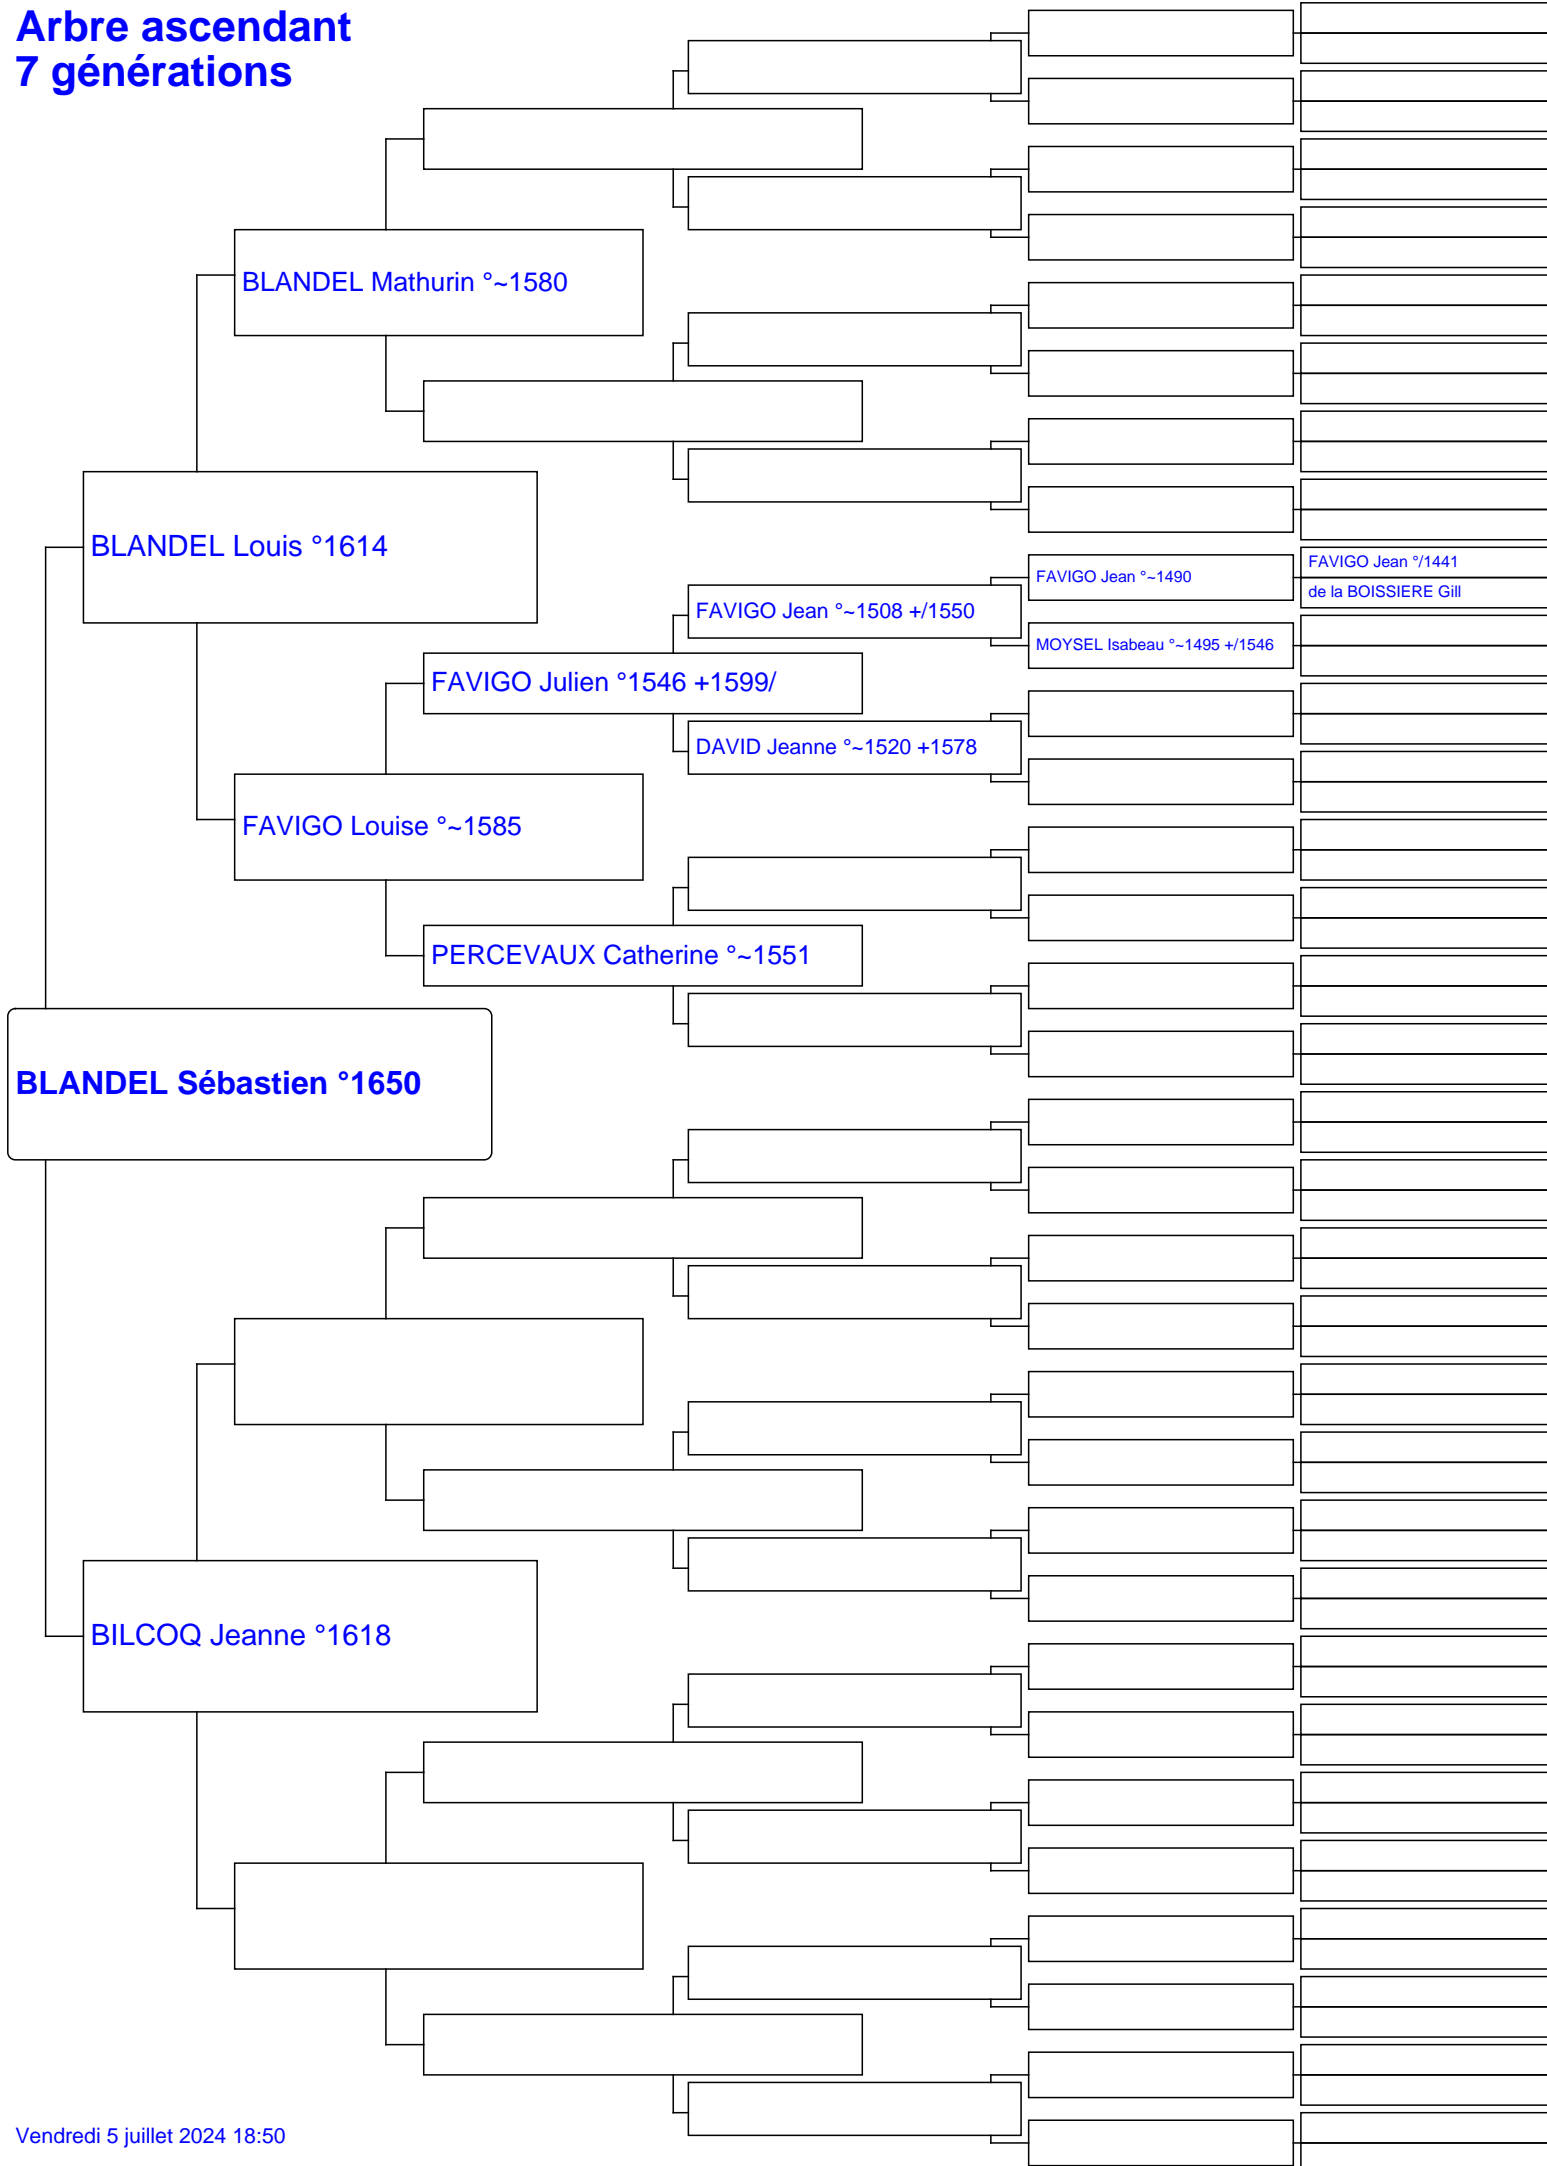 Arbre ascendant
7 générations
BLANDEL Mathurin °~1580
BLANDEL Louis °1614
FAVIGO Jean °/1441
FAVIGO Jean °~1490
de la BOISSIERE Gill
FAVIGO Jean °~1508 +/1550
MOYSEL Isabeau °~1495 +/1546
FAVIGO Julien °1546 +1599/
DAVID Jeanne °~1520 +1578
FAVIGO Louise °~1585
PERCEVAUX Catherine °~1551
BLANDEL Sébastien °1650
BILCOQ Jeanne °1618
Vendredi 5 juillet 2024 18:50